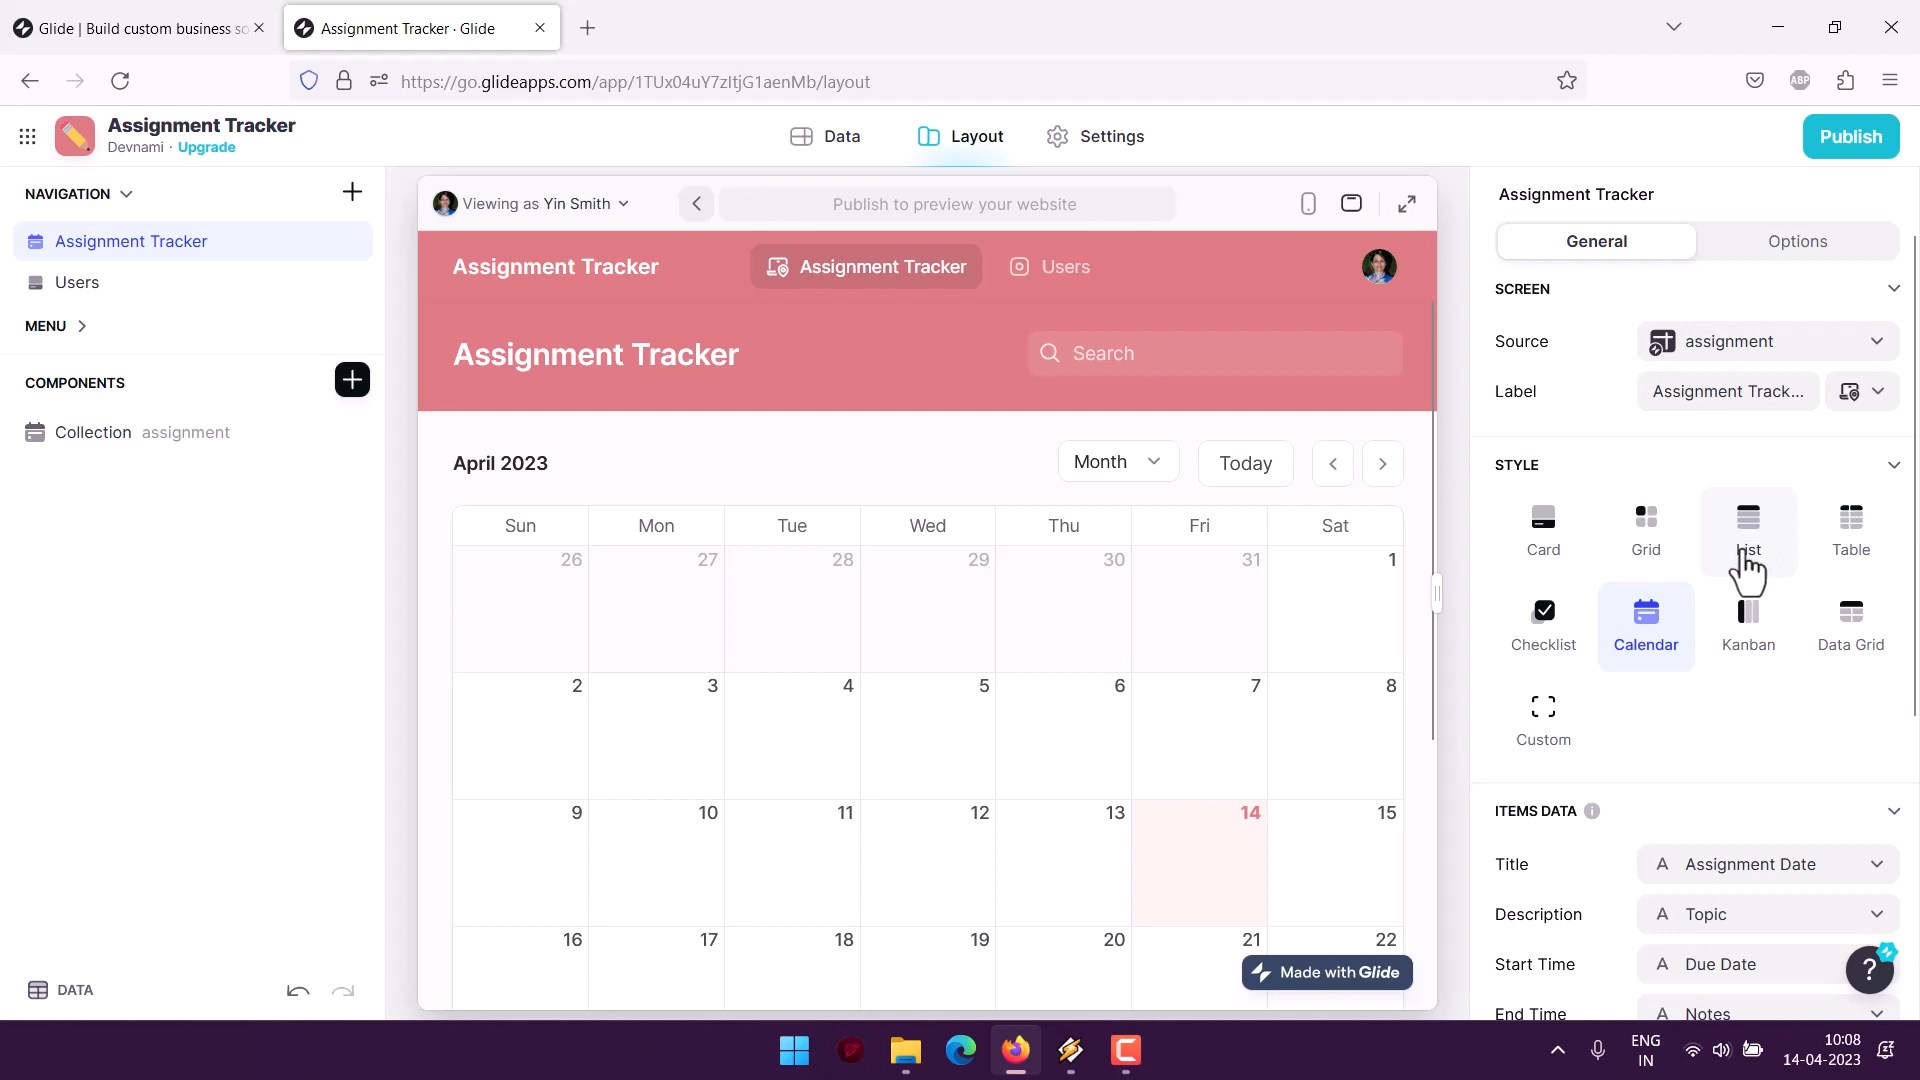 Glide | Build custom business so
Assignment Tracker · Glide
https://go.glideapps.com/app/1TUx04uY7zItjG1aenMb/layout
ABP
Assignment Tracker
Devnami · Upgrade
Data
Layout
Settings
Publish
NAVIGATION
Assignment Tracker
Users
MENU
COMPONENTS
Collection assignment
DATA
Viewing as Yin Smith
Publish to preview your website
Assignment Tracker
Assignment Tracker
Users
Assignment Tracker
Search
April 2023
Month
Today
Sun Mon Tue Wed Thu Fri Sat
26 27 28 29 30 31 1
2 3 4 5 6 7 8
9 10 11 12 13 14 15
16 17 18 19 20 21 22
Made with Glide
Assignment Tracker
General Options
SCREEN
Source assignment
Label Assignment Track...
STYLE
Card Grid List Table
Checklist Calendar Kanban Data Grid
Custom
ITEMS DATA
Title A Assignment Date
Description A Topic
Start Time A Due Date
End Time A Notes
?
ENG
IN
10:08
14-04-2023